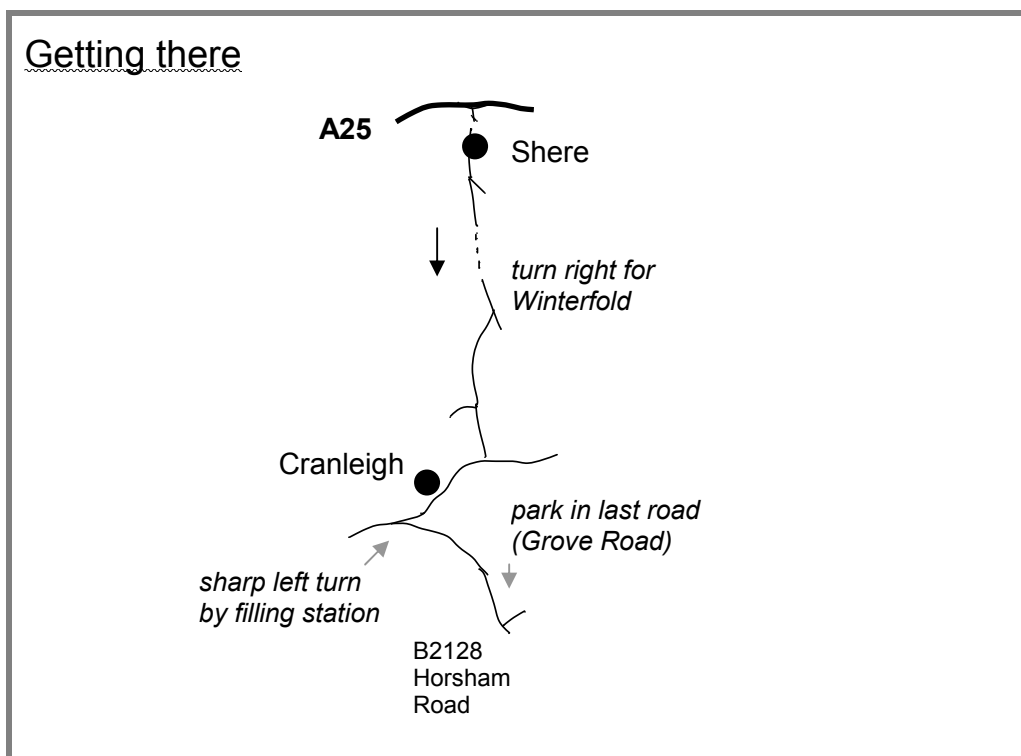 Getting there
A25
Shere
turn right for
Winterfold
Cranleigh
park in last road
(Grove Road)
sharp left turn
by filling station
B2128
Horsham
Road